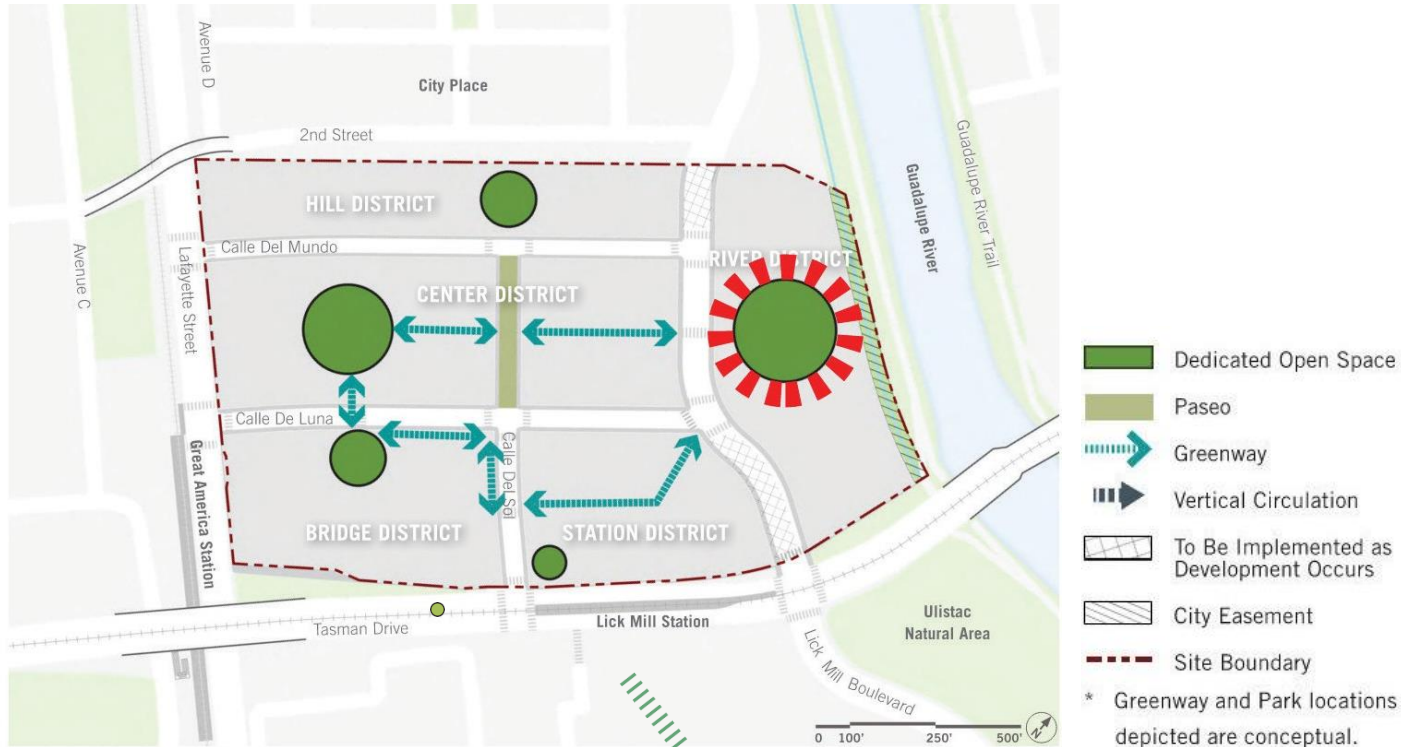 Avenue D
City Place
2nd Street
HILL DISTRICT
Calle Del Mundo
Avenue C
Lafayette Street
CENTER DISTRICT
RIVER DISTRICT
Guadalupe River
Guadalupe River Trail
Calle De Luna
Great America Station
Calle Del Sol
BRIDGE DISTRICT
STATION DISTRICT
Tasman Drive
Lick Mill Station
Ulistac
Natural Area
Lick Mill Boulevard
0 100' 250' 500'
N
Dedicated Open Space
Paseo
Greenway
Vertical Circulation
To Be Implemented as
Development Occurs
City Easement
Site Boundary
* Greenway and Park locations
depicted are conceptual.